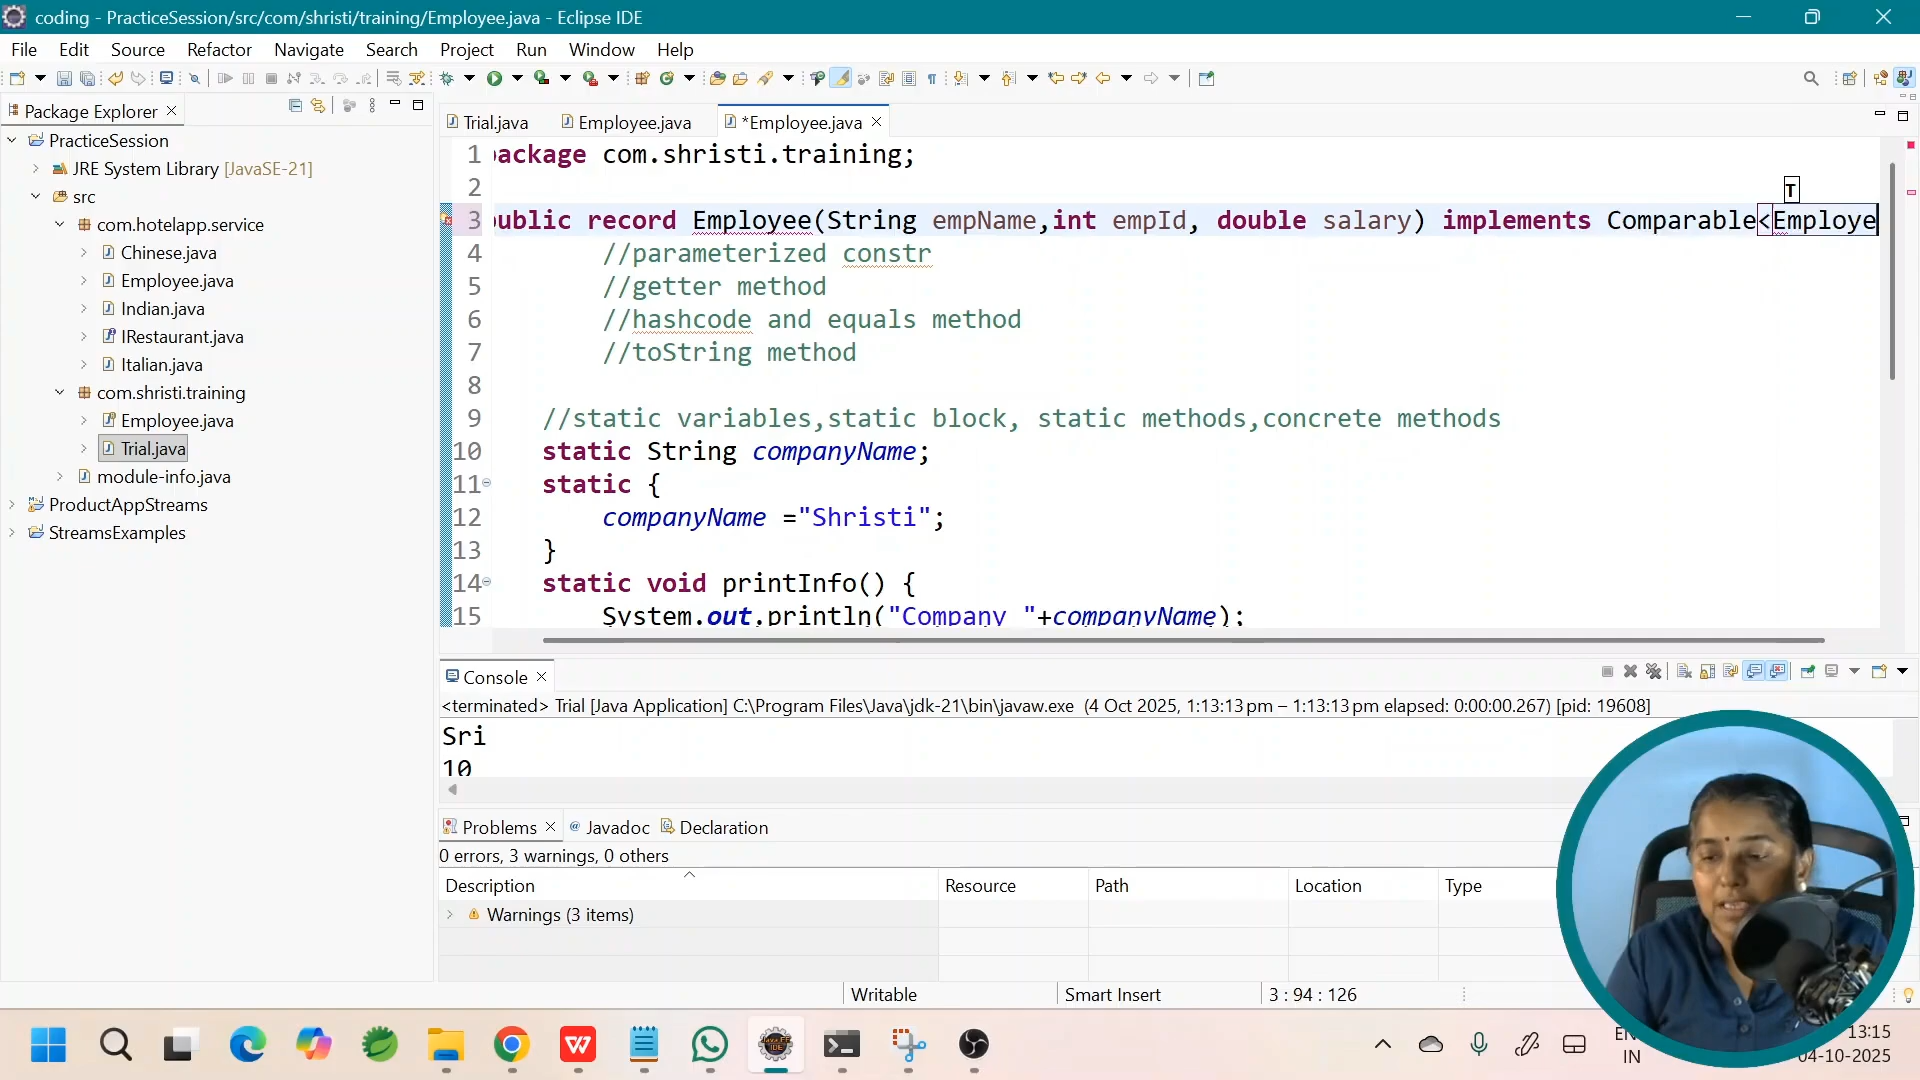 coding - PracticeSession/src/com/shristi/training/Employee.java - Eclipse IDE
File Edit Source Refactor Navigate Search Project Run Window Help
Package Explorer
PracticeSession
JRE System Library [JavaSE-21]
src
com.hotelapp.service
Chinese.java
Employee.java
Indian.java
IRestaurant.java
Italian.java
com.shristi.training
Employee.java
Trial.java
module-info.java
ProductAppStreams
StreamsExamples
Trial.java Employee.java *Employee.java
1 package com.shristi.training;
2
T
3 public record Employee(String empName,int empId, double salary) implements Comparable<Employe
4 //parameterized constr
5 //getter method
6 //hashcode and equals method
7 //toString method
8
9 //static variables,static block, static methods,concrete methods
10 static String companyName;
11 static {
12 companyName ="Shristi";
13 }
14 static void printInfo() {
15 System.out.println("Company "+companyName);
Console
<terminated> Trial [Java Application] C:\Program Files\Java\jdk-21\bin\javaw.exe (4 Oct 2025, 1:13:13 pm – 1:13:13 pm elapsed: 0:00:00.267) [pid: 19608]
Sri
10
Problems @ Javadoc Declaration
0 errors, 3 warnings, 0 others
Description Resource Path Location Type
Warnings (3 items)
Writable Smart Insert 3 : 94 : 126
IN
13:15
04-10-2025